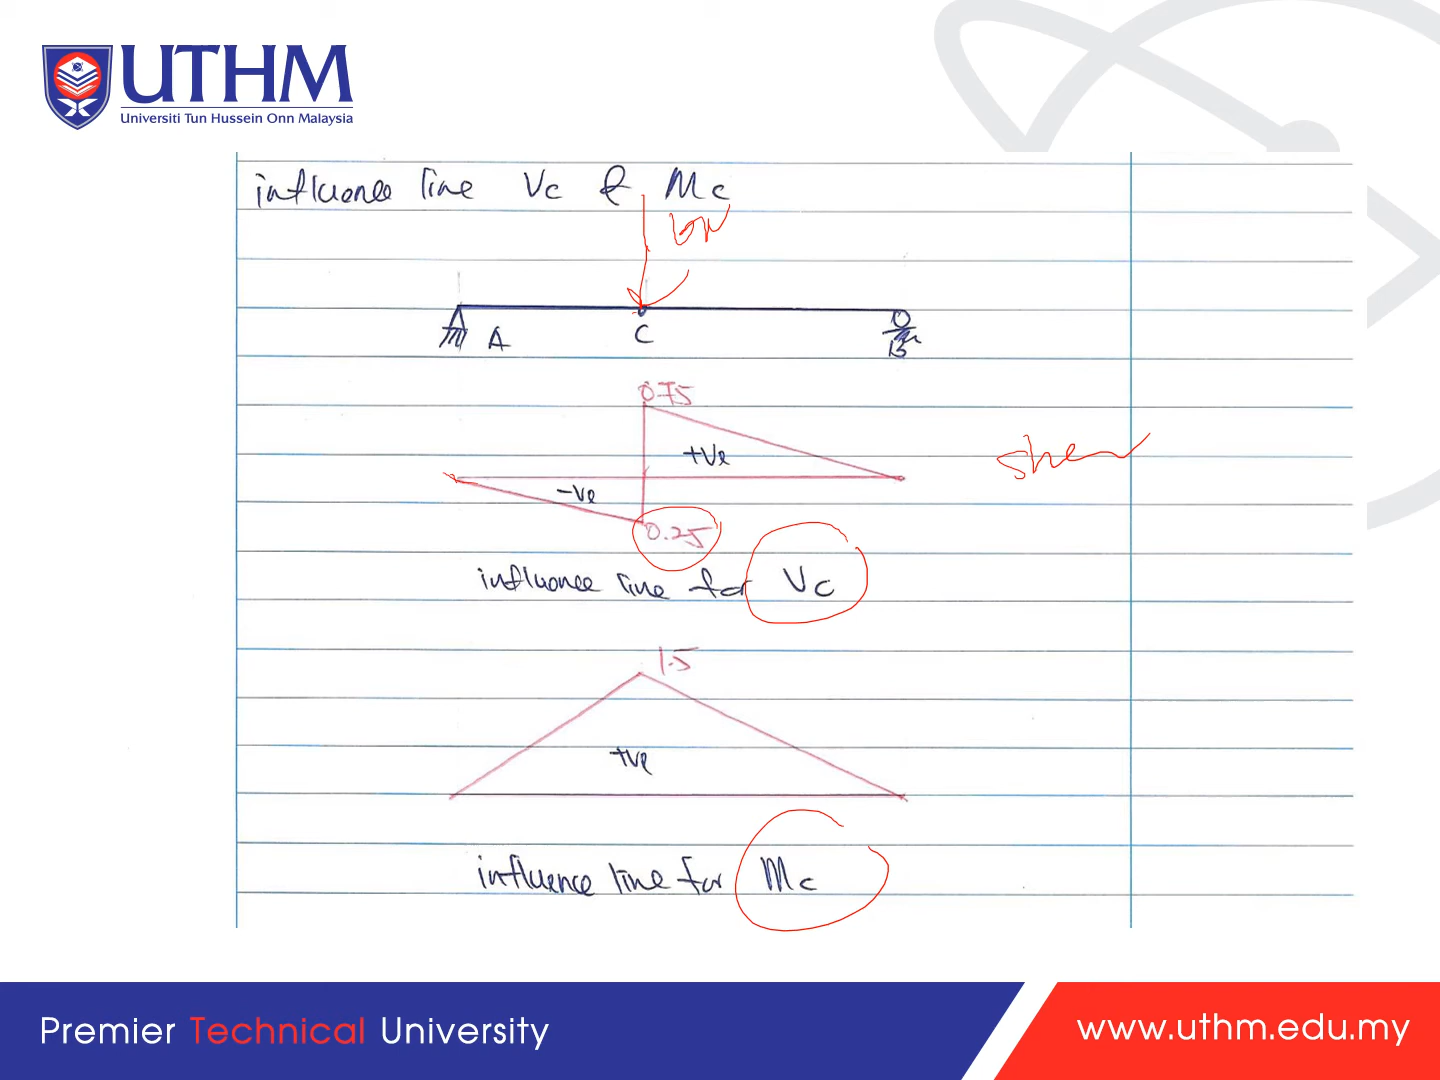 UTHM
Universiti Tun Hussein Onn Malaysia
influence line Vc & Mc
A
C
B
0.75
+ve
-ve
0.25
shear
influence line for Vc
1.5
+ve
influence line for Mc
Premier Technical University
www.uthm.edu.my